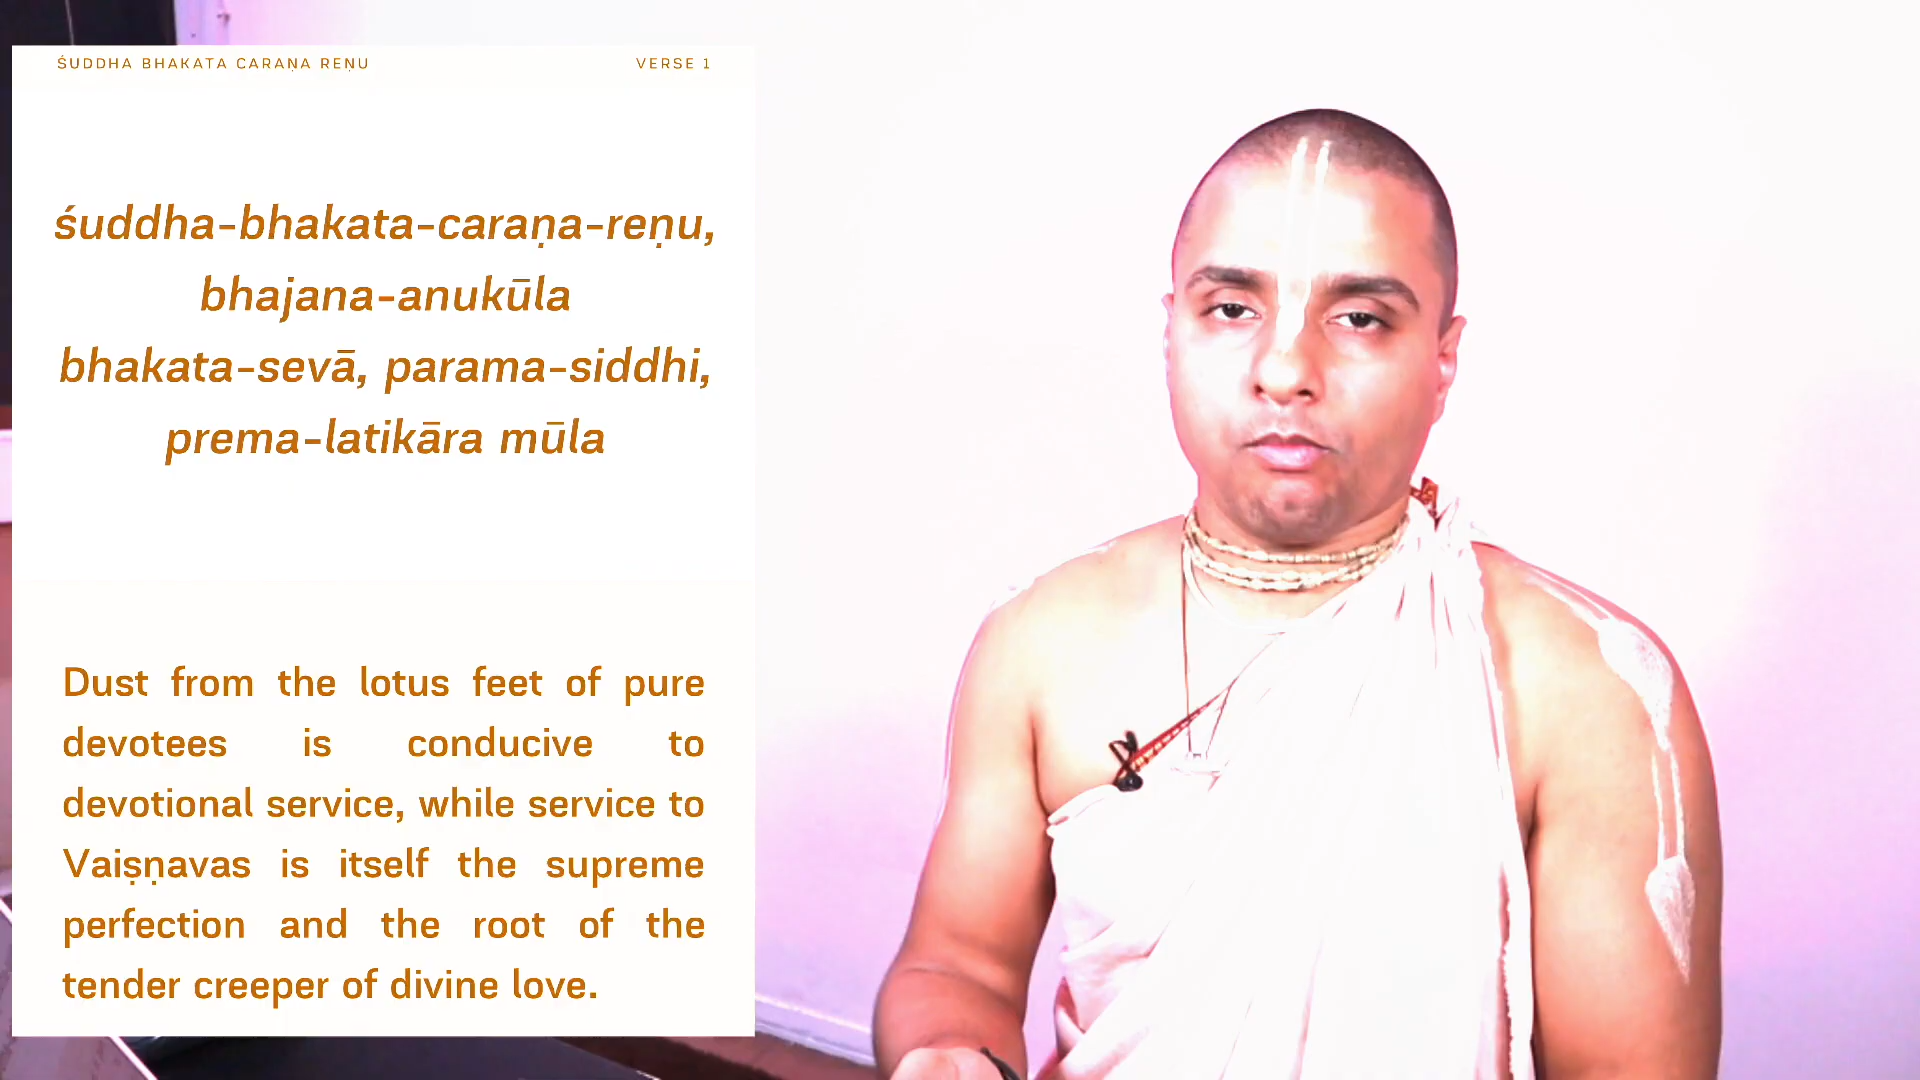 ŚUDDHA BHAKATA CARAṆA REṆU VERSE 1
śuddha-bhakata-caraṇa-reṇu,
bhajana-anukūla
bhakata-sevā, parama-siddhi,
prema-latikāra mūla
Dust from the lotus feet of pure
devotees is conducive to
devotional service, while service to
Vaiṣṇavas is itself the supreme
perfection and the root of the
tender creeper of divine love.